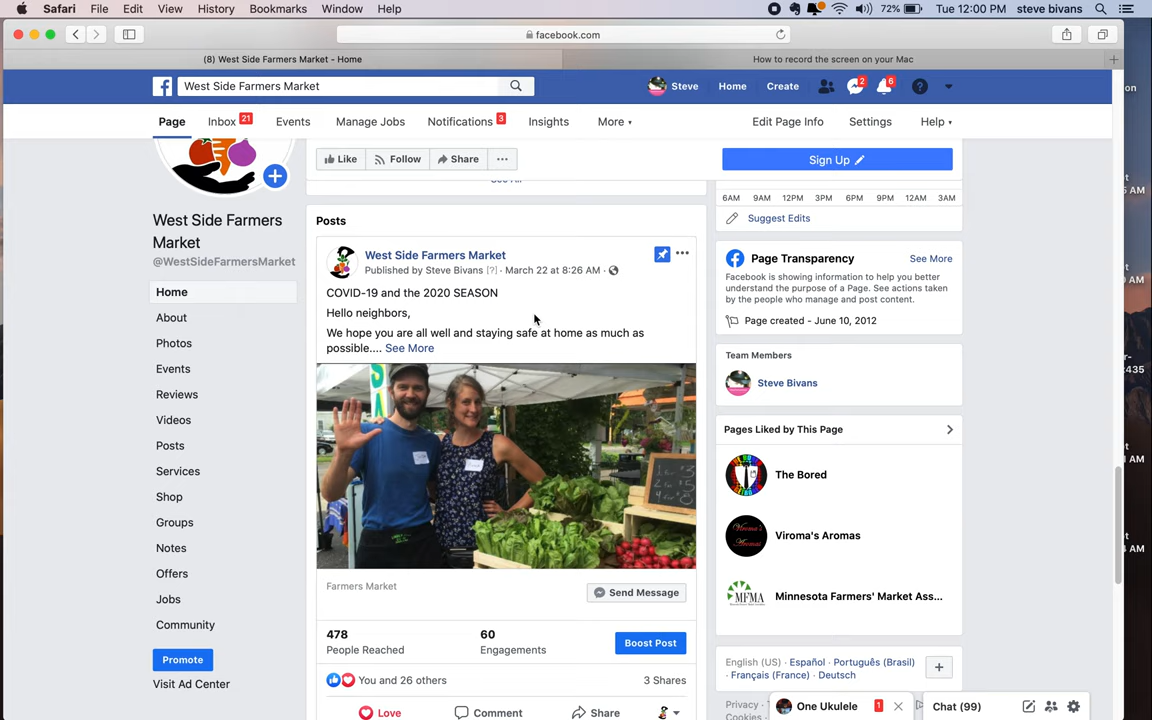 Safari File Edit View History Bookmarks Window Help 72% Tue 12:00 PM steve bivans
facebook.com
(8) West Side Farmers Market - Home How to record the screen on your Mac
West Side Farmers Market Steve Home Create 2 6
Page Inbox 21 Events Manage Jobs Notifications 3 Insights More Edit Page Info Settings Help
Like Follow Share Sign Up
West Side Farmers
Market
@WestSideFarmersMarket
Home
About
Photos
Events
Reviews
Videos
Posts
Services
Shop
Groups
Notes
Offers
Jobs
Community
Promote
Visit Ad Center
See All
Posts
West Side Farmers Market
Published by Steve Bivans [?] · March 22 at 8:26 AM ·
COVID-19 and the 2020 SEASON
Hello neighbors,
We hope you are all well and staying safe at home as much as
possible.... See More
Farmers Market
Send Message
478 60
People Reached Engagements
Boost Post
You and 26 others 3 Shares
Love Comment Share
6AM 9AM 12PM 3PM 6PM 9PM 12AM 3AM
Suggest Edits
Page Transparency See More
Facebook is showing information to help you better
understand the purpose of a Page. See actions taken
by the people who manage and post content.
Page created - June 10, 2012
Team Members
Steve Bivans
Pages Liked by This Page
The Bored
Viroma's Aromas
MFMA
Minnesota Farmers' Market Ass...
English (US) · Español · Português (Brasil)
· Français (France) · Deutsch
Privacy ·
Cookies ·
One Ukulele 1
Chat (99)